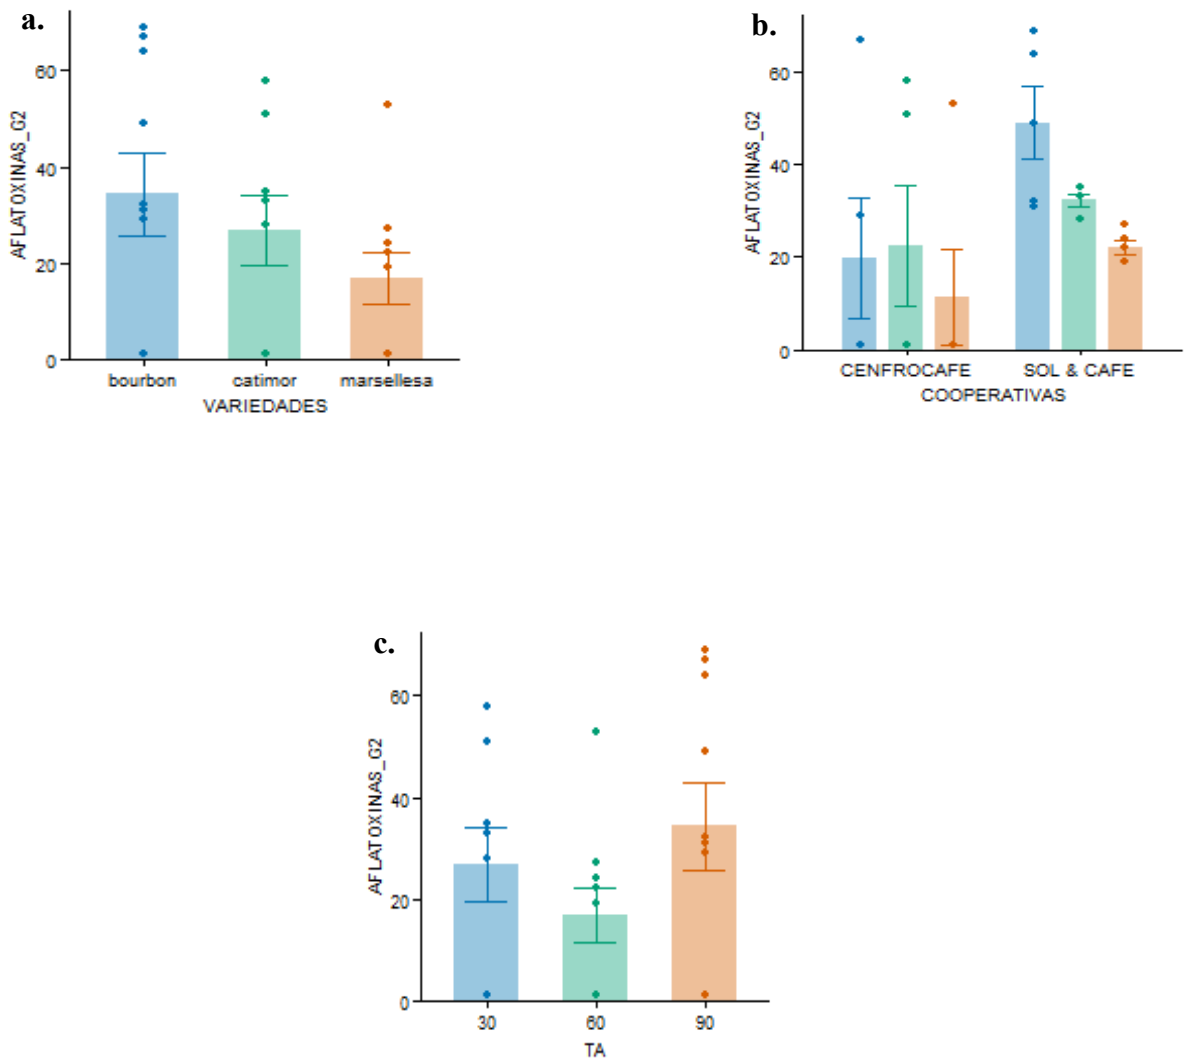 a.
AFLATOXINAS_G2
60
40
20
0
bourbon catimor marsellesa
VARIEDADES
b.
AFLATOXINAS_G2
60
40
20
0
CENFROCAFE SOL & CAFE
COOPERATIVAS
c.
AFLATOXINAS_G2
60
40
20
0
30 60 90
TA